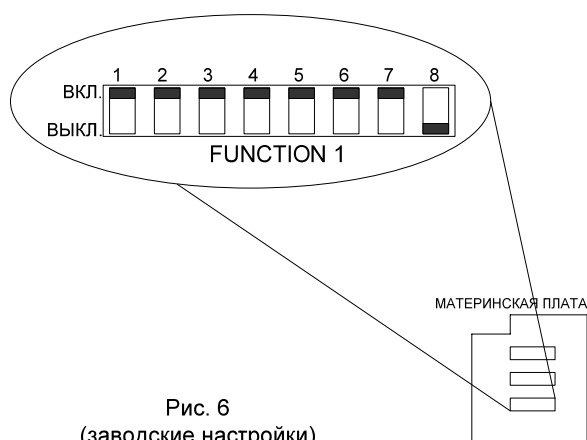 1 2 3 4 5 6 7 8
ВКЛ.
ВЫКЛ.
FUNCTION 1
МАТЕРИНСКАЯ ПЛАТА
Рис. 6
(заводские настройки)